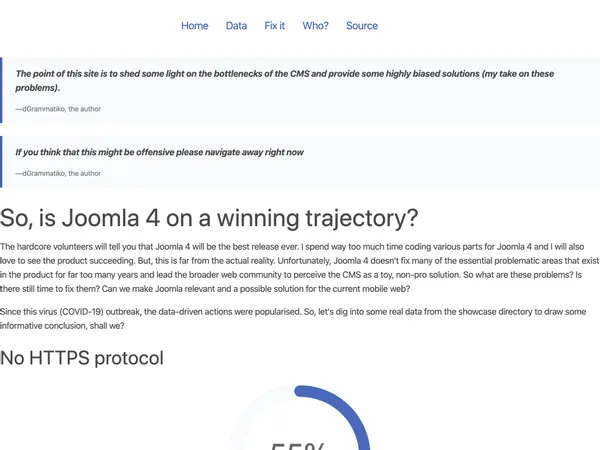 Home Data Fix it Who? Source
The point of this site is to shed some light on the bottlenecks of the CMS and provide some highly biased solutions (my take on these
problems).
—dGrammatiko, the author
If you think that this might be offensive please navigate away right now
—dGrammatiko, the author
So, is Joomla 4 on a winning trajectory?
The hardcore volunteers will tell you that Joomla 4 will be the best release ever. I spend way too much time coding various parts for Joomla 4 and I will also
love to see the product succeeding. But, this is far from the actual reality. Unfortunately, Joomla 4 doesn't fix many of the essential problematic areas that exist
in the product for far too many years and lead the broader web community to perceive the CMS as a toy, non-pro solution. So what are these problems? Is
there still time to fix them? Can we make Joomla relevant and a possible solution for the current mobile web?
Since this virus (COVID-19) outbreak, the data-driven actions were popularised. So, let's dig into some real data from the showcase directory to draw some
informative conclusion, shall we?
No HTTPS protocol
55%